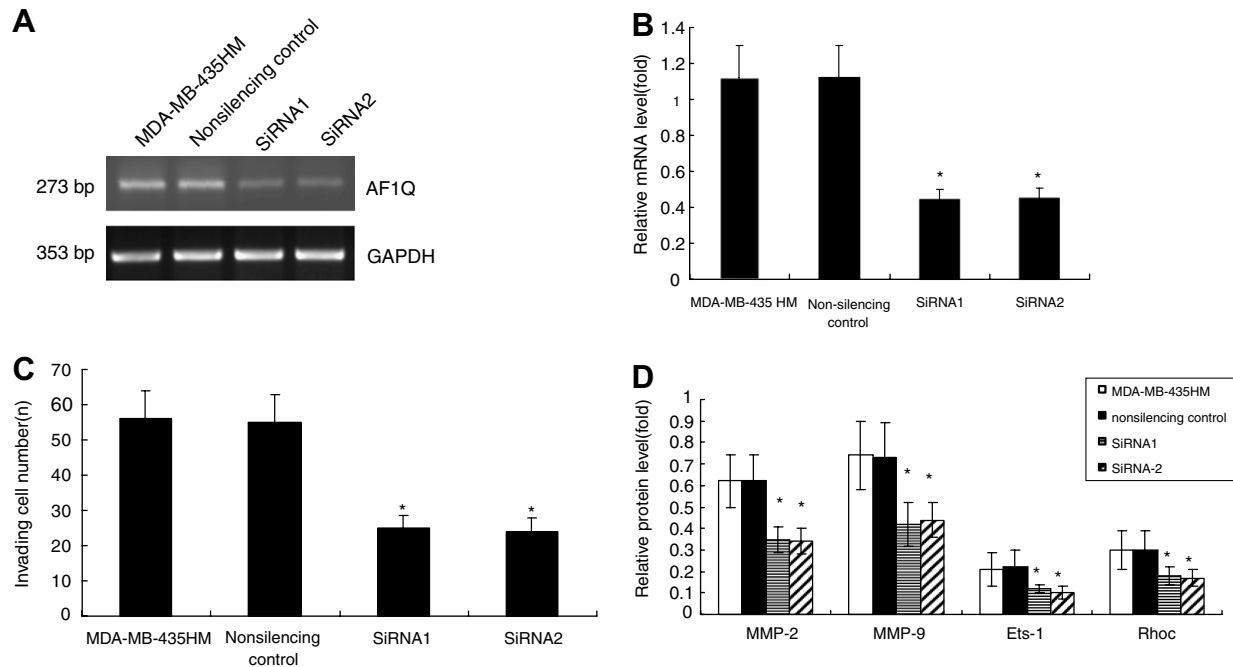 A
MDA-MB-435HM
Nonsilencing control
SiRNA1
SiRNA2
273 bp
AF1Q
353 bp
GAPDH
B
Relative mRNA level(fold)
1.4
1.2
1
0.8
0.6
0.4
0.2
0
*
*
MDA-MB-435 HM
Non-silencing
control
SiRNA1
SiRNA2
C
Invading cell number(n)
70
60
50
40
30
20
10
0
*
*
MDA-MB-435HM
Nonsilencing
control
SiRNA1
SiRNA2
D
Relative protein level(fold)
1
0.9
0.8
0.7
0.6
0.5
0.4
0.3
0.2
0.1
0
* *
* *
* *
* *
MMP-2
MMP-9
Ets-1
Rhoc
MDA-MB-435HM
nonsilencing control
SiRNA1
SiRNA-2